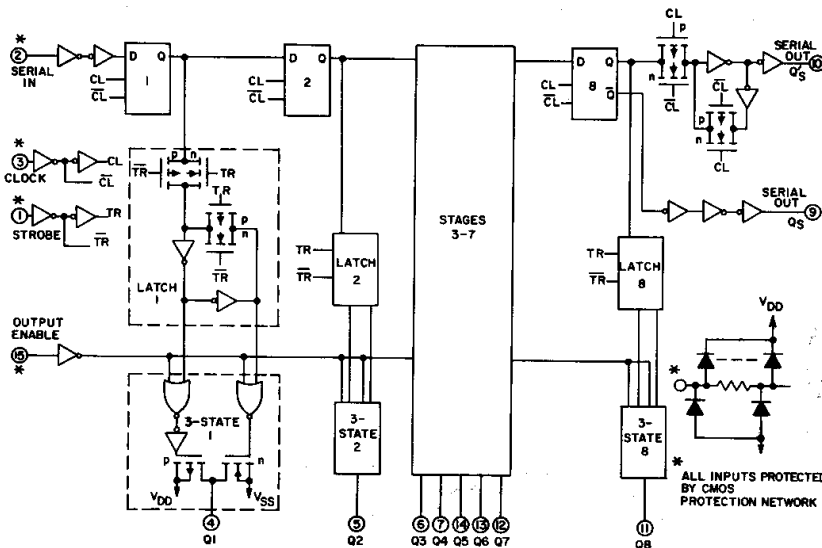 *
2
SERIAL
IN
D Q
1
CL
CL
D Q
2
CL
CL
STAGES
3-7
D Q
Q
8
CL
CL
CL
p
n
CL
CL
p
n
CL
SERIAL
OUT
10
QS
SERIAL
OUT
9
QS
*
3
CLOCK
CL
CL
*
1
STROBE
TR
TR
p n
TR
TR
TR
p
n
TR
LATCH
1
TR
TR
LATCH
2
TR
TR
LATCH
8
OUTPUT
ENABLE
15
*
3-STATE
1
p
n
VDD
VSS
4
Q1
3-
STATE
2
5
Q2
6
Q3
7
Q4
14
Q5
13
Q6
12
Q7
3-
STATE
8
11
Q8
VDD
*
*
ALL INPUTS PROTECTED
BY CMOS
PROTECTION NETWORK